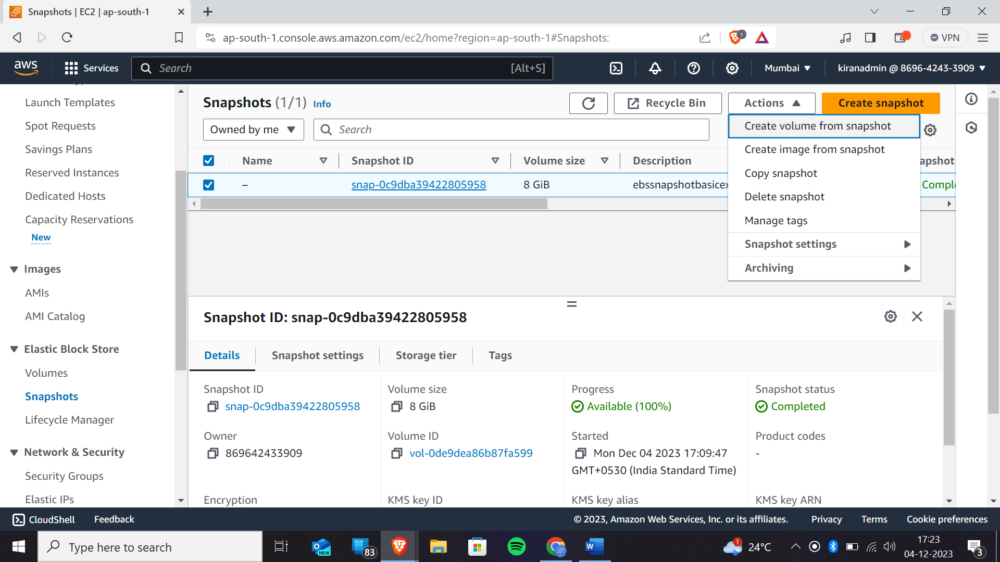 Snapshots | EC2 | ap-south-1
ap-south-1.console.aws.amazon.com/ec2/home?region=ap-south-1#Snapshots:
1
VPN
aws
Services
Search
[Alt+S]
Mumbai
kiranadmin @ 8696-4243-3909
Launch Templates
Spot Requests
Savings Plans
Reserved Instances
Dedicated Hosts
Capacity Reservations
New
Images
AMIs
AMI Catalog
Elastic Block Store
Volumes
Snapshots
Lifecycle Manager
Network & Security
Security Groups
Elastic IPs
Snapshots (1/1) Info
Recycle Bin
Actions
Create snapshot
Owned by me
Search
Create volume from snapshot
Create image from snapshot
Copy snapshot
Delete snapshot
Manage tags
Snapshot settings
Archiving
Name
Snapshot ID
Volume size
Description
apshot
–
snap-0c9dba39422805958
8 GiB
ebssnapshotbasicex
Comple
Snapshot ID: snap-0c9dba39422805958
Details
Snapshot settings
Storage tier
Tags
Snapshot ID
snap-0c9dba39422805958
Volume size
8 GiB
Progress
Available (100%)
Snapshot status
Completed
Owner
869642433909
Volume ID
vol-0de9dea86b87fa599
Started
Mon Dec 04 2023 17:09:47
GMT+0530 (India Standard Time)
Product codes
-
Encryption
KMS key ID
KMS key alias
KMS key ARN
CloudShell
Feedback
© 2023, Amazon Web Services, Inc. or its affiliates.
Privacy
Terms
Cookie preferences
Type here to search
NEW
83
1
24°C
17:23
04-12-2023
3